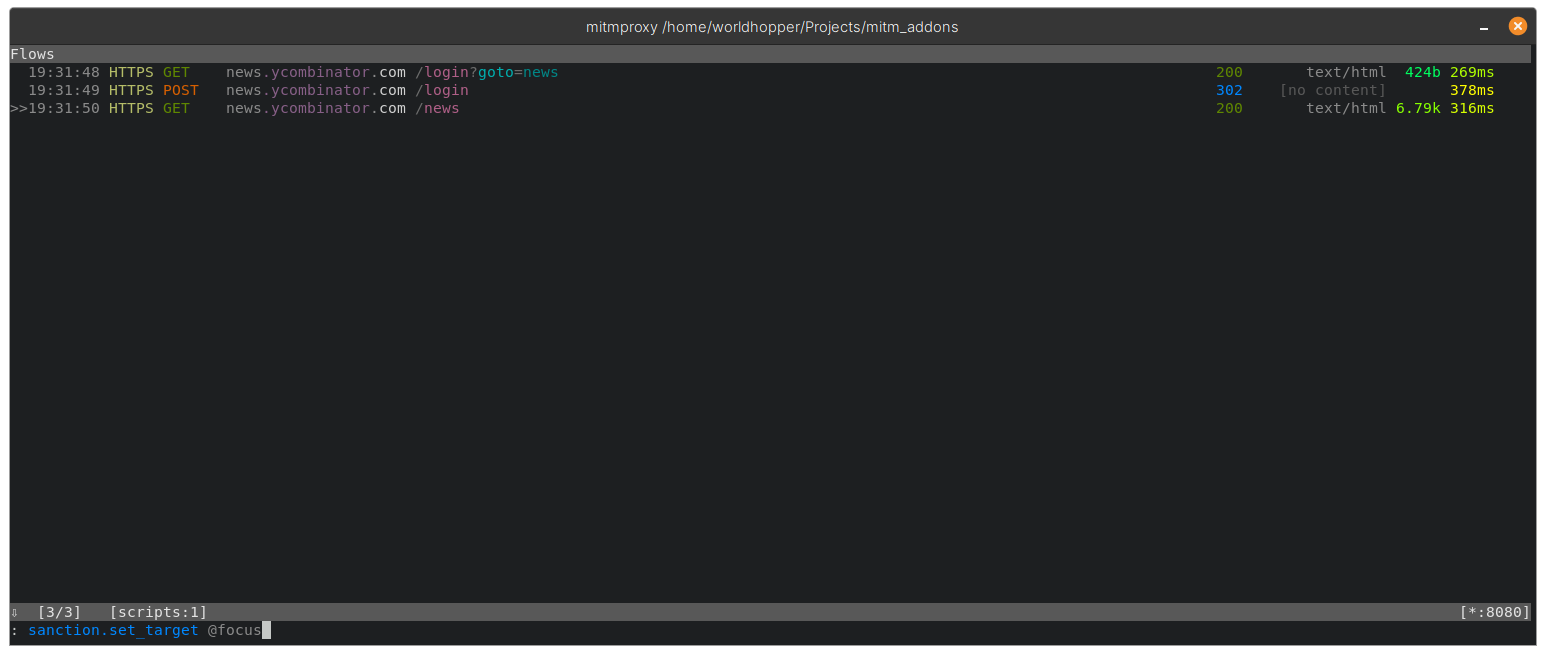 mitmproxy /home/worldhopper/Projects/mitm_addons
Flows
19:31:48 HTTPS GET news.ycombinator.com /login?goto=news 200 text/html 424b 269ms
19:31:49 HTTPS POST news.ycombinator.com /login 302 [no content] 378ms
>>19:31:50 HTTPS GET news.ycombinator.com /news 200 text/html 6.79k 316ms
⇩ [3/3] [scripts:1] [*:8080]
: sanction.set_target @focus